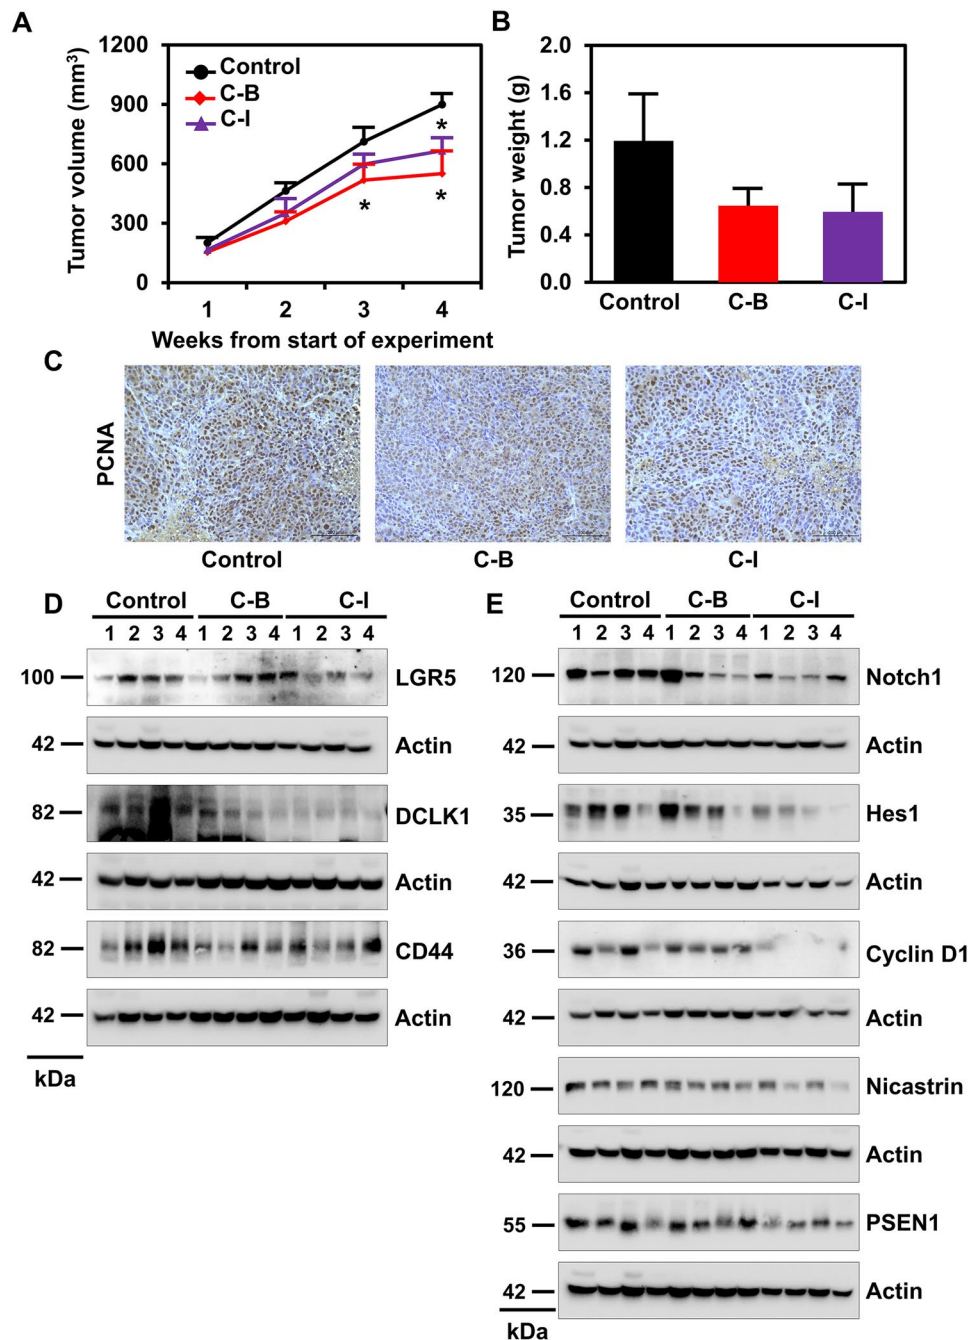 A
Tumor volume (mm³)
1200
900
600
300
0
Control
C-B
C-I
*
*
*
1 2 3 4
Weeks from start of experiment
B
Tumor weight (g)
2.0
1.6
1.2
0.8
0.4
0.0
Control C-B C-I
C
PCNA
Control C-B C-I
D
Control C-B C-I
1 2 3 4 1 2 3 4 1 2 3 4
100 LGR5
42 Actin
82 DCLK1
42 Actin
82 CD44
42 Actin
kDa
E
Control C-B C-I
1 2 3 4 1 2 3 4 1 2 3 4
120 Notch1
42 Actin
35 Hes1
42 Actin
36 Cyclin D1
42 Actin
120 Nicastrin
42 Actin
55 PSEN1
42 Actin
kDa